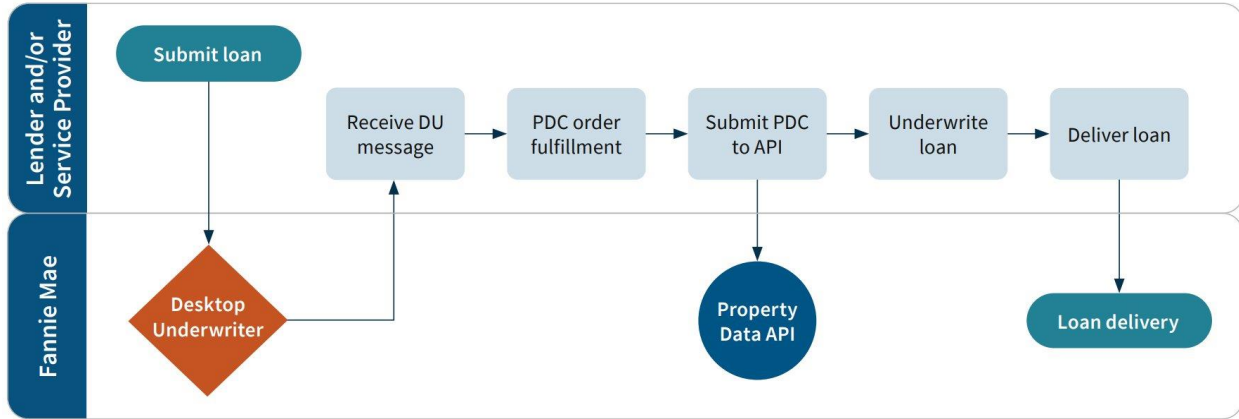 Lender and/or
Service Provider
Submit loan
Receive DU
message
PDC order
fulfillment
Submit PDC
to API
Underwrite
loan
Deliver loan
Fannie Mae
Desktop
Underwriter
Property
Data API
Loan delivery